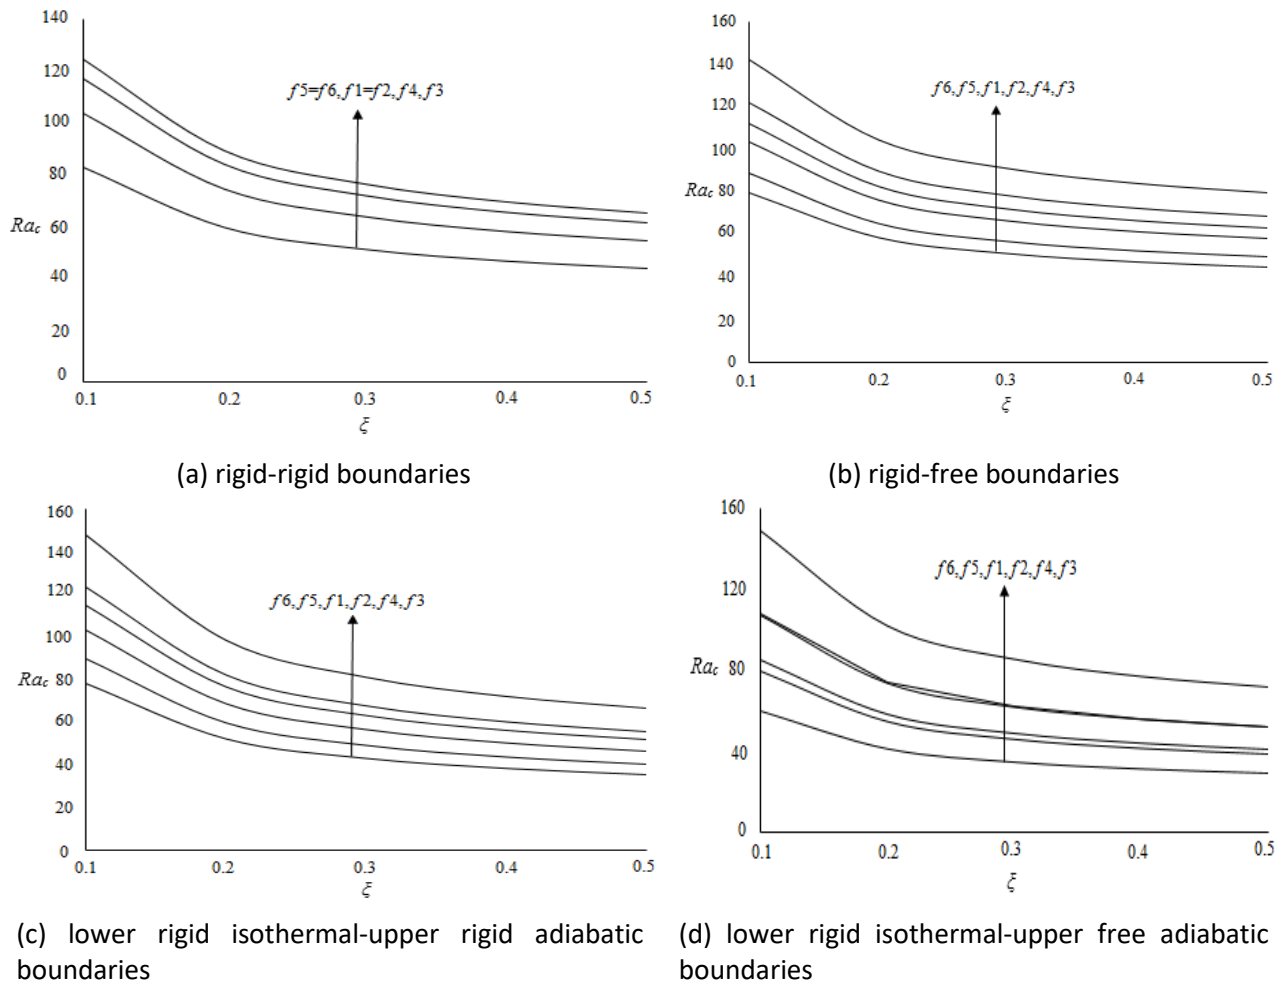 140
120
100
80
60
40
20
0
Ra_c
f5=f6,f1=f2,f4,f3
0.1 0.2 0.3 0.4 0.5
ξ
(a) rigid-rigid boundaries
160
140
120
100
80
60
40
20
0
Ra_c
f6,f5,f1,f2,f4,f3
0.1 0.2 0.3 0.4 0.5
ξ
(b) rigid-free boundaries
160
140
120
100
80
60
40
20
0
Ra_c
f6,f5,f1,f2,f4,f3
0.1 0.2 0.3 0.4 0.5
ξ
(c) lower rigid isothermal-upper rigid adiabatic
boundaries
160
120
80
40
0
Ra_c
f6,f5,f1,f2,f4,f3
0.1 0.2 0.3 0.4 0.5
ξ
(d) lower rigid isothermal-upper free adiabatic
boundaries